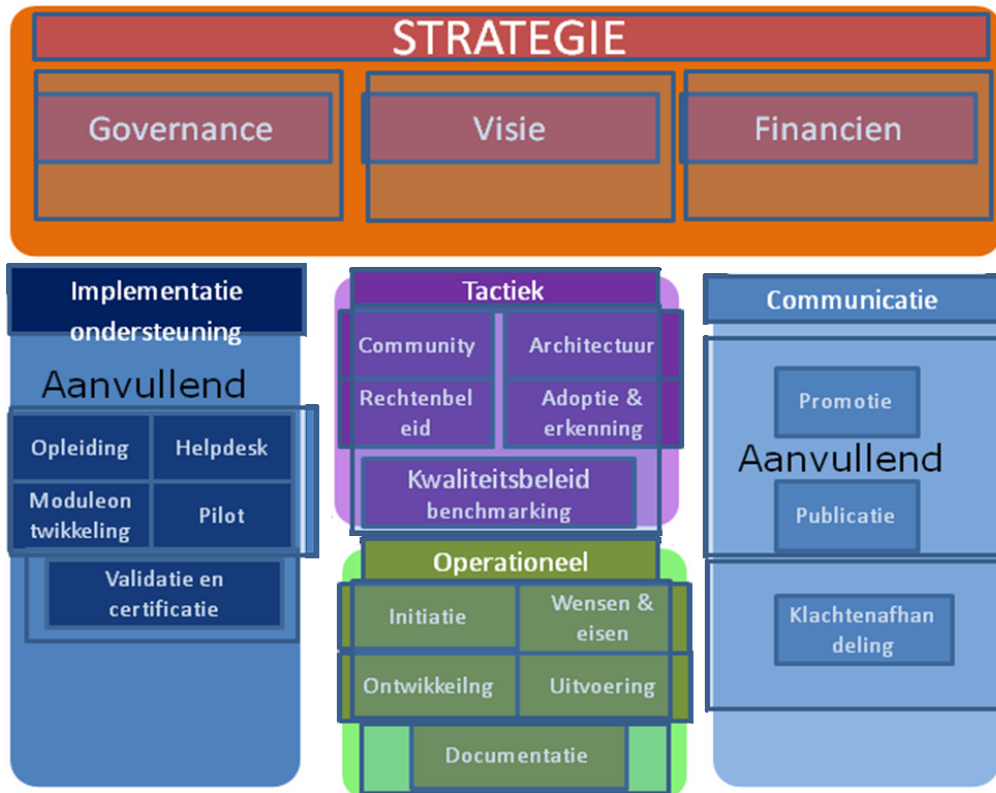 STRATEGIE
Governance
Visie
Financien
Implementatie
ondersteuning
Aanvullend
Opleiding
Helpdesk
Moduleon
twikkeling
Pilot
Validatie en
certificatie
Tactiek
Community
Architectuur
Rechtenbel
eid
Adoptie &
erkenning
Kwaliteitsbeleid
benchmarking
Operationeel
Initiatie
Wensen &
eisen
Ontwikkeilng
Uitvoering
Documentatie
Communicatie
Promotie
Aanvullend
Publicatie
Klachtenafhan
deling